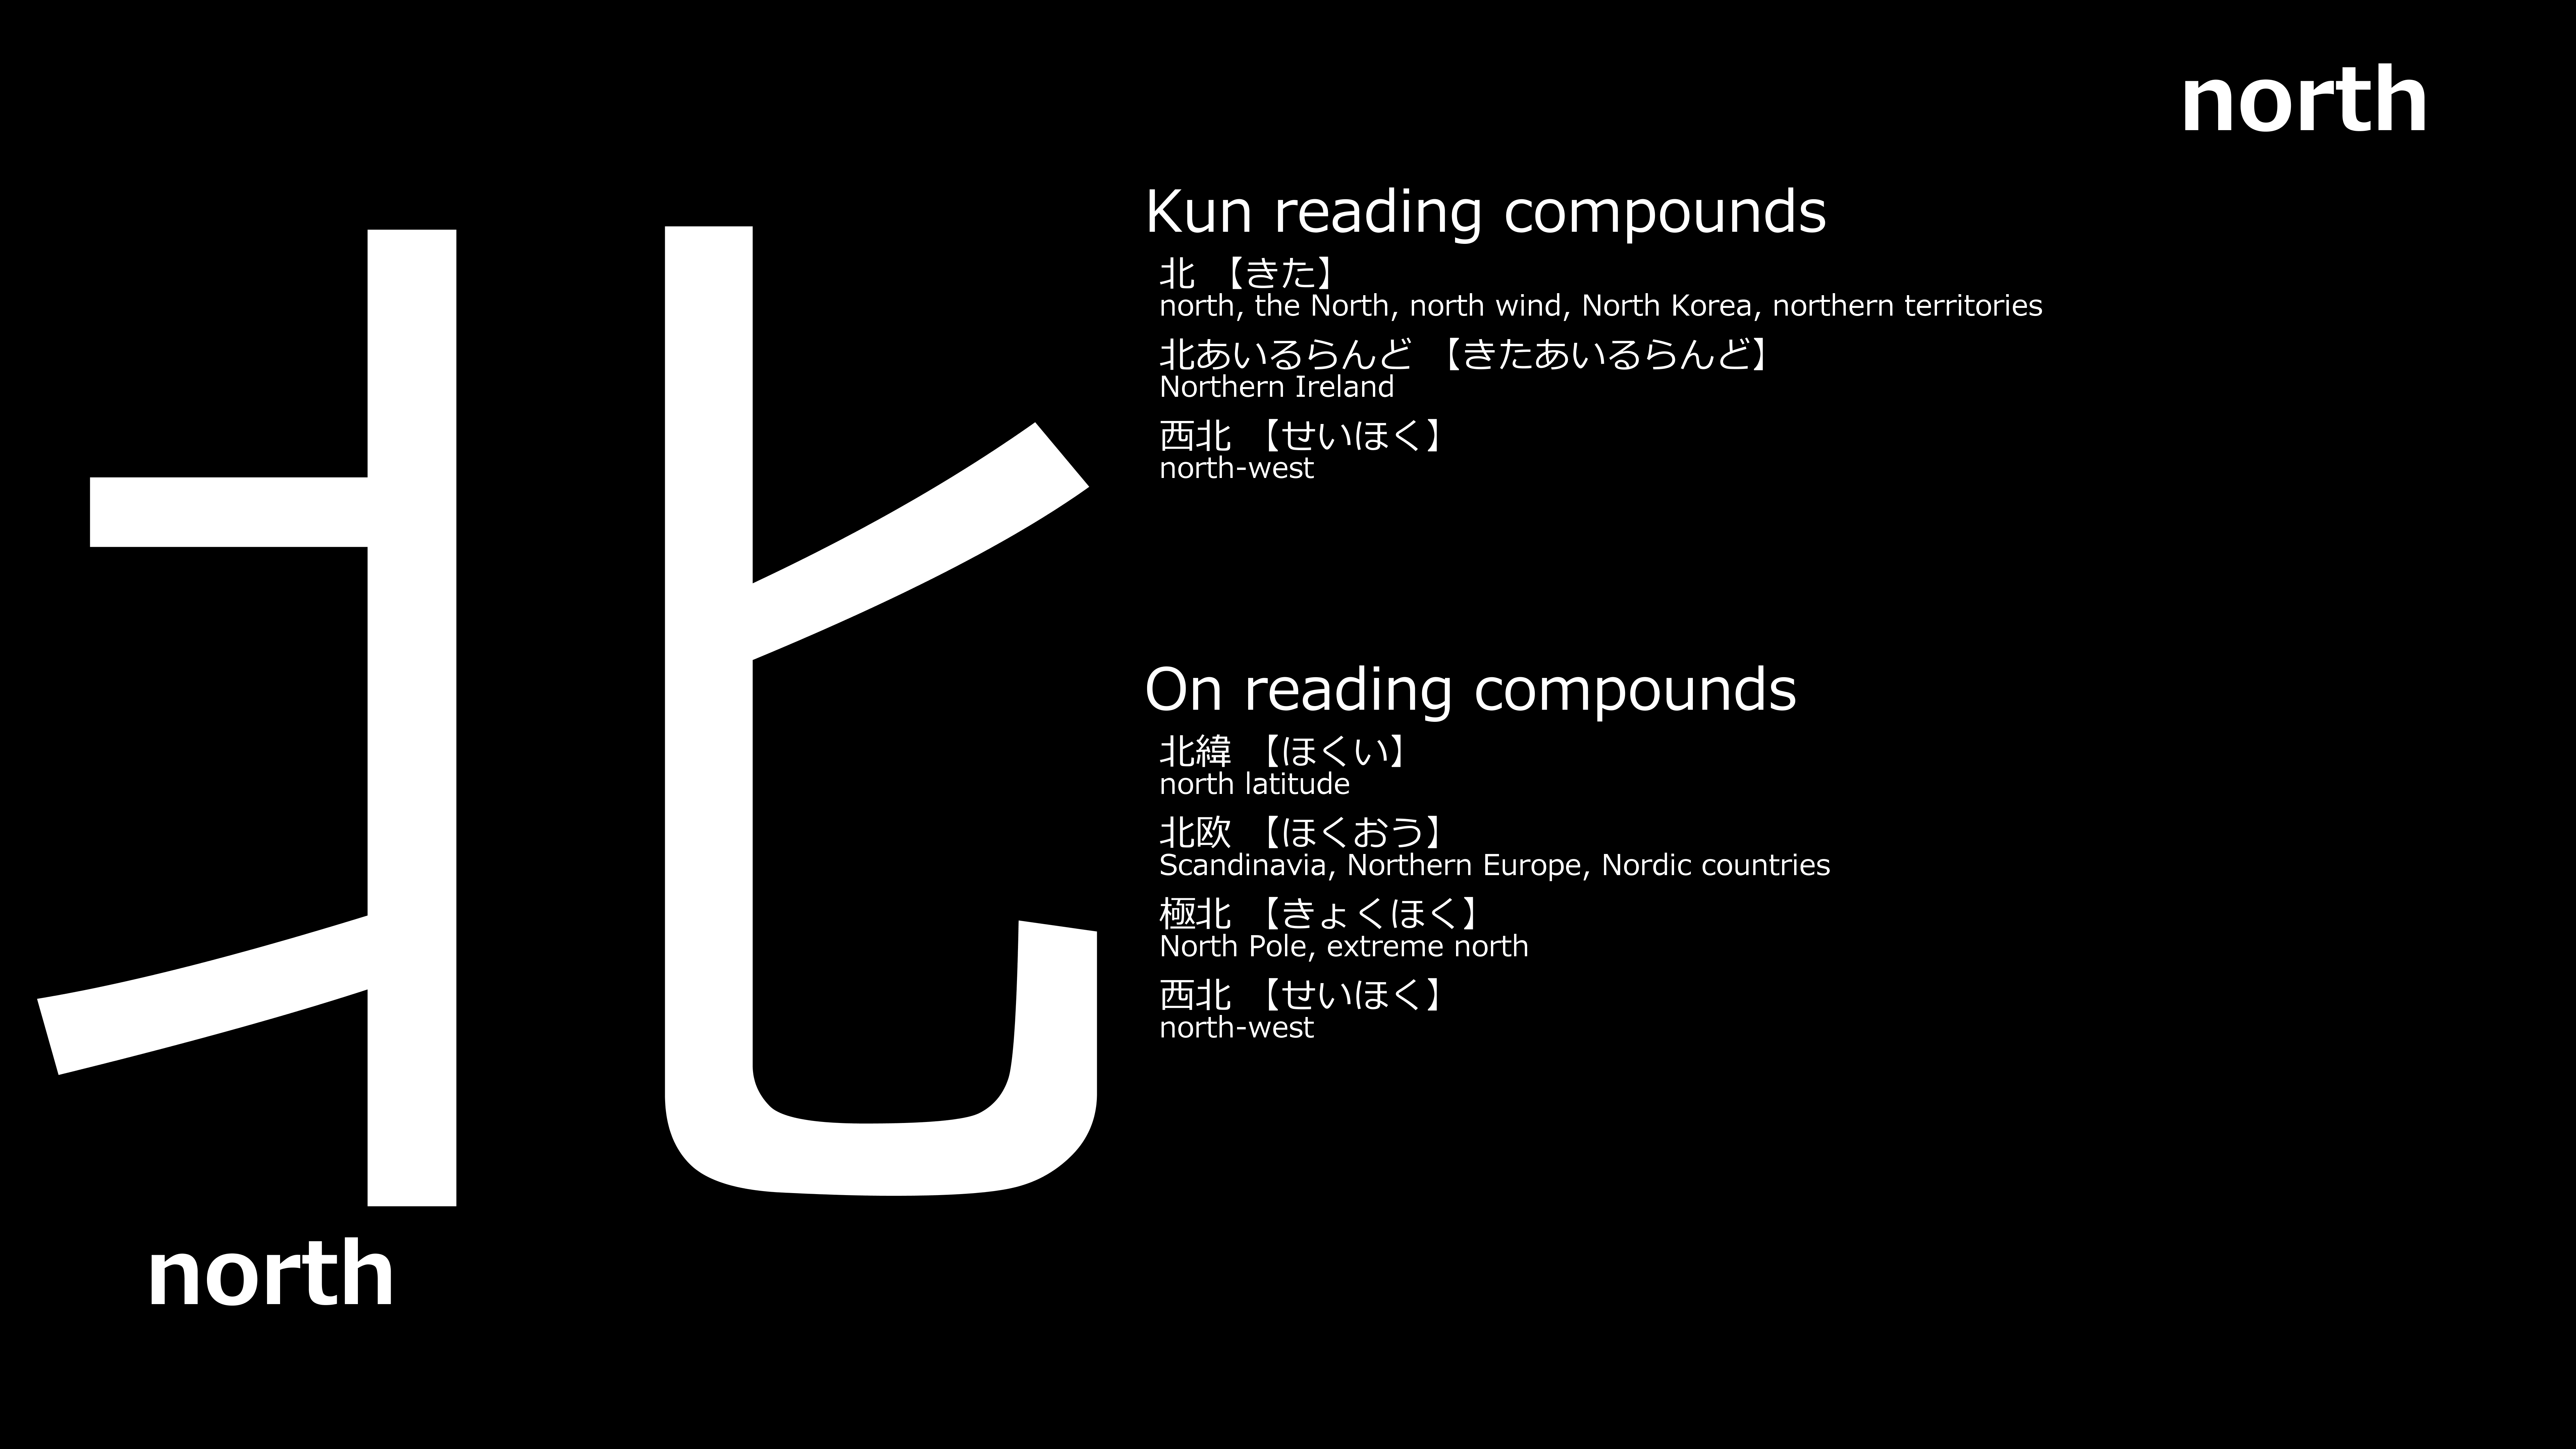 north
北
north
Kun reading compounds
北 【きた】
north, the North, north wind, North Korea, northern territories
北あいるらんど 【きたあいるらんど】
Northern Ireland
西北 【せいほく】
north-west
On reading compounds
北緯 【ほくい】
north latitude
北欧 【ほくおう】
Scandinavia, Northern Europe, Nordic countries
極北 【きょくほく】
North Pole, extreme north
西北 【せいほく】
north-west